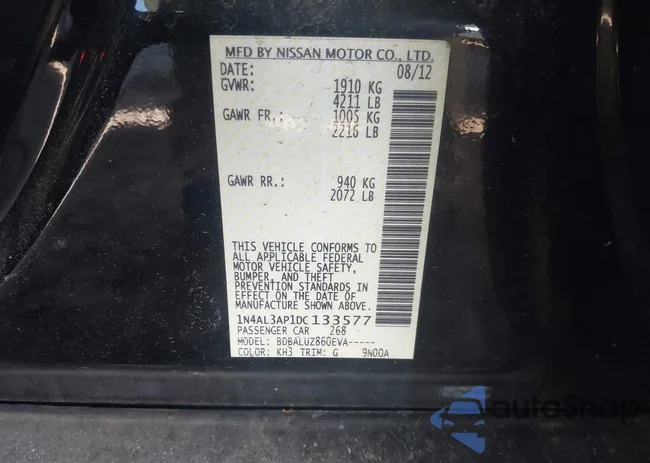 MFD BY NISSAN MOTOR CO., LTD.
DATE: 08/12
GVWR: 1910 KG
4211 LB
GAWR FR.: 1005 KG
2216 LB
GAWR RR.: 940 KG
2072 LB
THIS VEHICLE CONFORMS TO
ALL APPLICABLE FEDERAL
MOTOR VEHICLE SAFETY,
BUMPER, AND THEFT
PREVENTION STANDARDS IN
EFFECT ON THE DATE OF
MANUFACTURE SHOWN ABOVE.
1N4AL3AP1DC133577
PASSENGER CAR 268
MODEL: BDBALUZ860EVA-----
COLOR: KH3 TRIM: G 9N00A
autoSnap